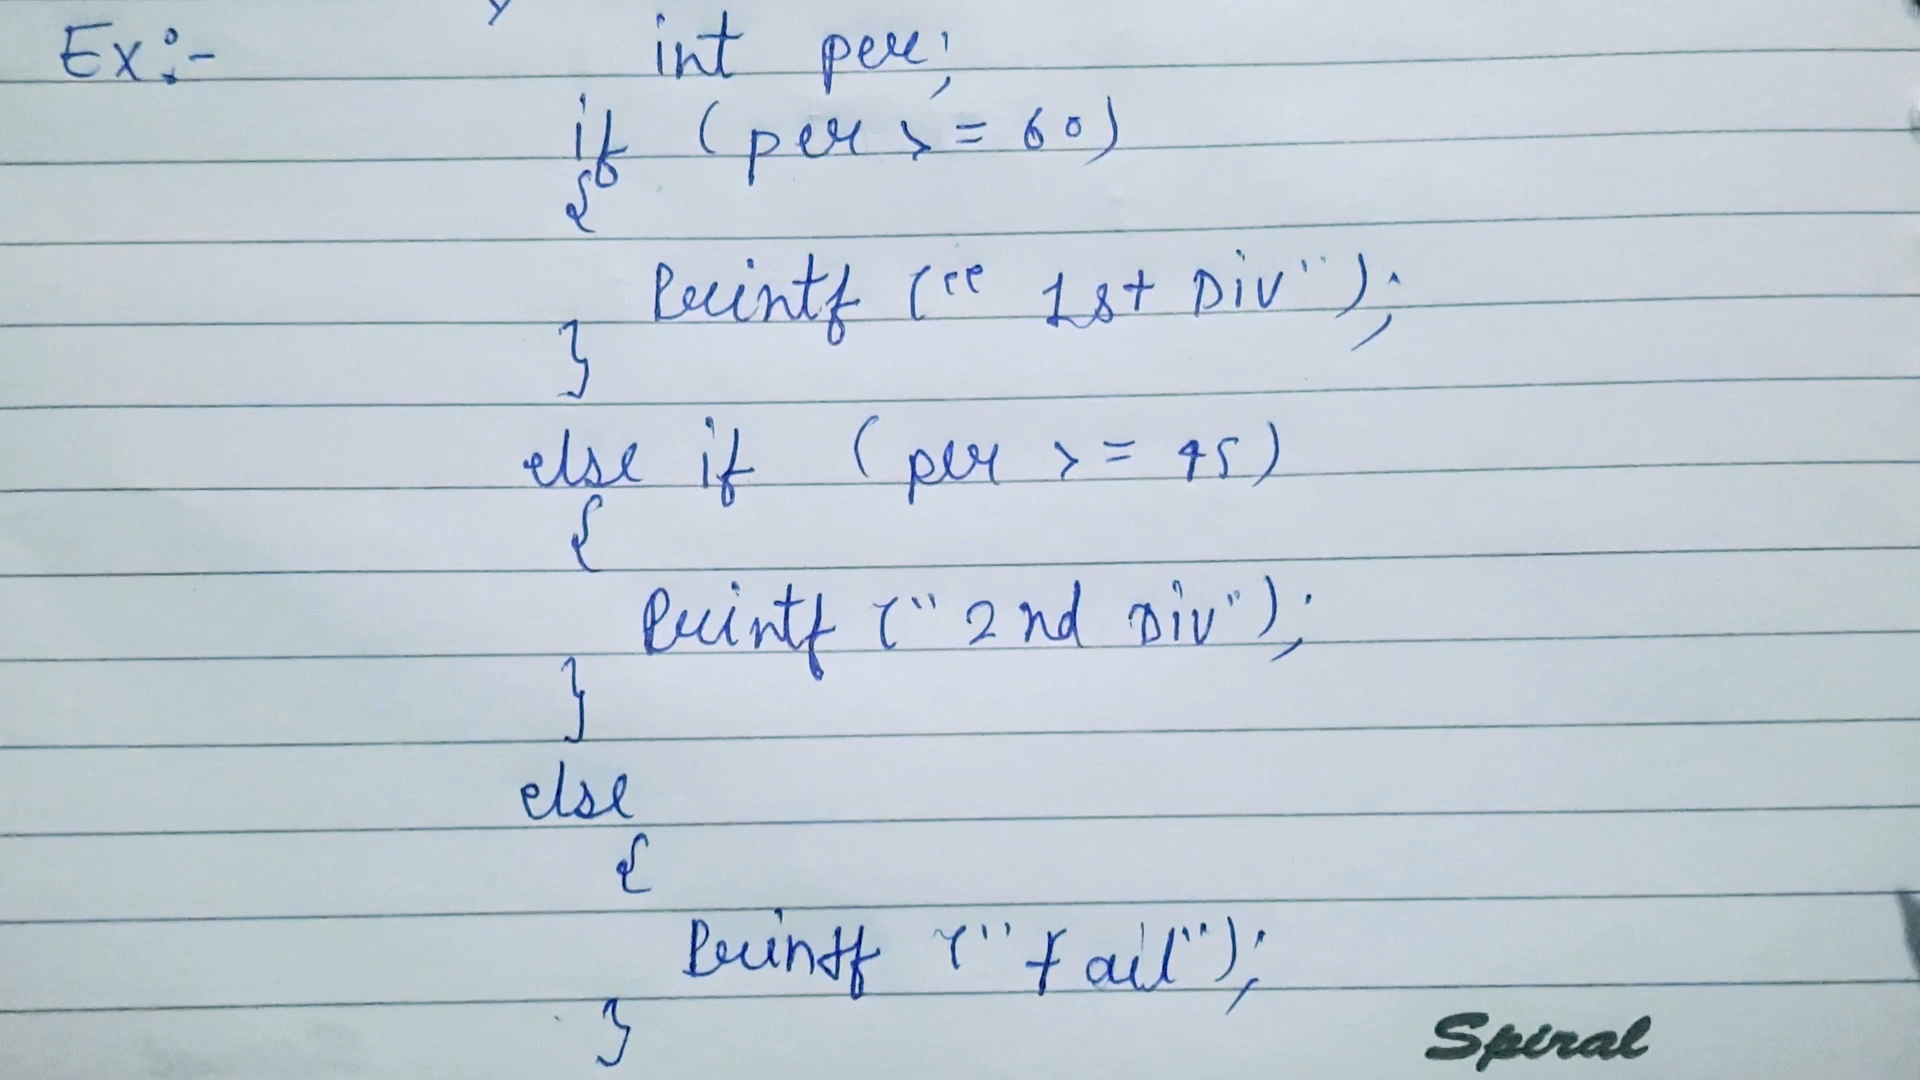 Ex:- int per;
if (per >= 60)
{
Printf ("1st Div");
}
else if (per >= 45)
{
Printf ("2nd Div");
}
else
{
Printf ("Fail");
}
Spiral